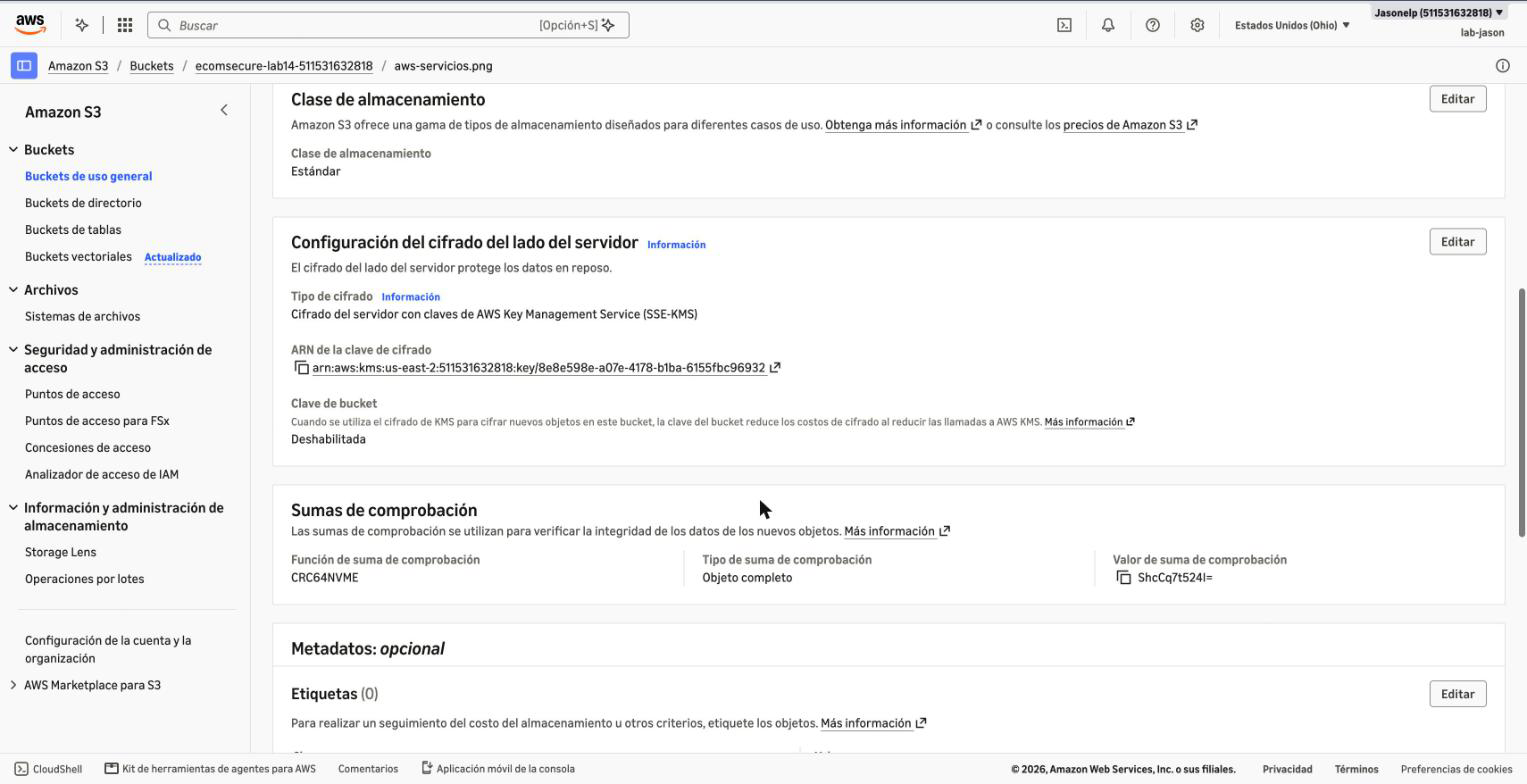 aws
Buscar
[Opción+S]
Estados Unidos (Ohio)
Jasonelp (511531632818)
lab-jason
Amazon S3 / Buckets / ecomsecure-lab14-511531632818 / aws-servicios.png
Amazon S3
Buckets
Buckets de uso general
Buckets de directorio
Buckets de tablas
Buckets vectoriales Actualizado
Archivos
Sistemas de archivos
Seguridad y administración de
acceso
Puntos de acceso
Puntos de acceso para FSx
Concesiones de acceso
Analizador de acceso de IAM
Información y administración de
almacenamiento
Storage Lens
Operaciones por lotes
Configuración de la cuenta y la
organización
AWS Marketplace para S3
Clase de almacenamiento
Editar
Amazon S3 ofrece una gama de tipos de almacenamiento diseñados para diferentes casos de uso. Obtenga más información o consulte los precios de Amazon S3
Clase de almacenamiento
Estándar
Configuración del cifrado del lado del servidor Información
Editar
El cifrado del lado del servidor protege los datos en reposo.
Tipo de cifrado Información
Cifrado del servidor con claves de AWS Key Management Service (SSE-KMS)
ARN de la clave de cifrado
arn:aws:kms:us-east-2:511531632818:key/8e8e598e-a07e-4178-b1ba-6155fbc96932
Clave de bucket
Cuando se utiliza el cifrado de KMS para cifrar nuevos objetos en este bucket, la clave del bucket reduce los costos de cifrado al reducir las llamadas a AWS KMS. Más información
Deshabilitada
Sumas de comprobación
Las sumas de comprobación se utilizan para verificar la integridad de los datos de los nuevos objetos. Más información
Función de suma de comprobación
CRC64NVME
Tipo de suma de comprobación
Objeto completo
Valor de suma de comprobación
ShcCq7t524I=
Metadatos: opcional
Etiquetas (0)
Editar
Para realizar un seguimiento del costo del almacenamiento u otros criterios, etiquete los objetos. Más información
CloudShell
Kit de herramientas de agentes para AWS
Comentarios
Aplicación móvil de la consola
© 2026, Amazon Web Services, Inc. o sus filiales.
Privacidad
Términos
Preferencias de cookies